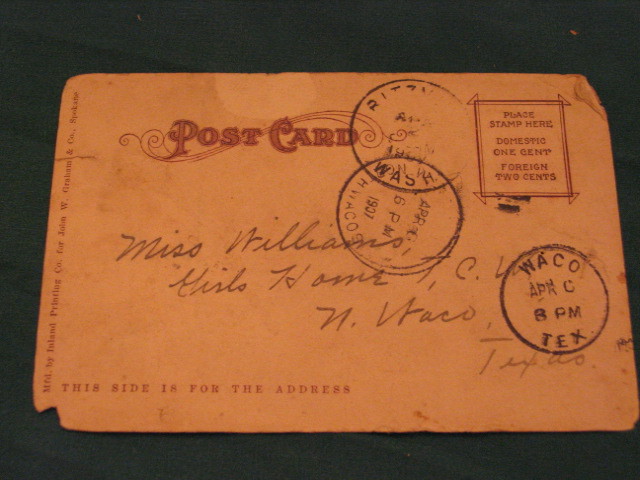 POST CARD
PLACE
STAMP HERE
DOMESTIC
ONE CENT
FOREIGN
TWO CENTS
WASH.
APR 6
6 PM
1907
WACO
APR 6
8 PM
TEX
Miss Williams,
Girls Home T. C. U.
N. Waco,
Texas.
THIS SIDE IS FOR THE ADDRESS
Mfd. by Inland Printing Co. for John W. Graham & Co., Spokane